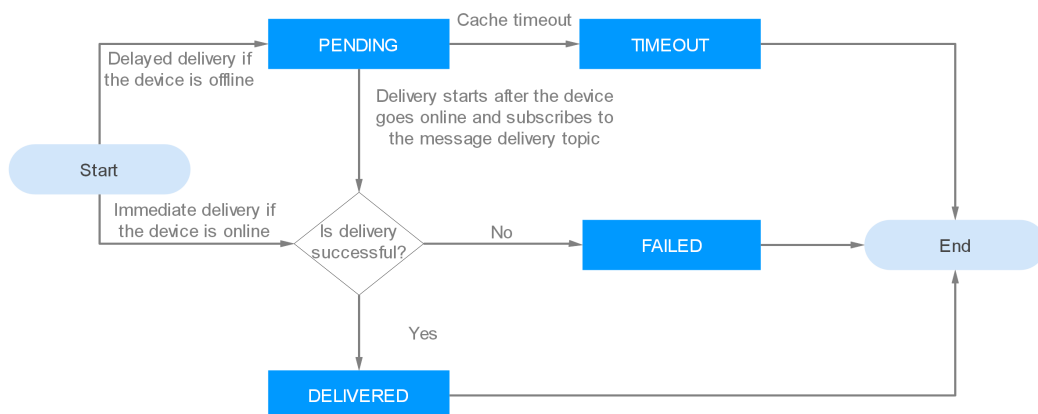 Cache timeout
PENDING
TIMEOUT
Delayed delivery if
the device is offline
Delivery starts after the device
goes online and subscribes to
the message delivery topic
Start
Immediate delivery if
the device is online
Is delivery
successful?
No
FAILED
End
Yes
DELIVERED